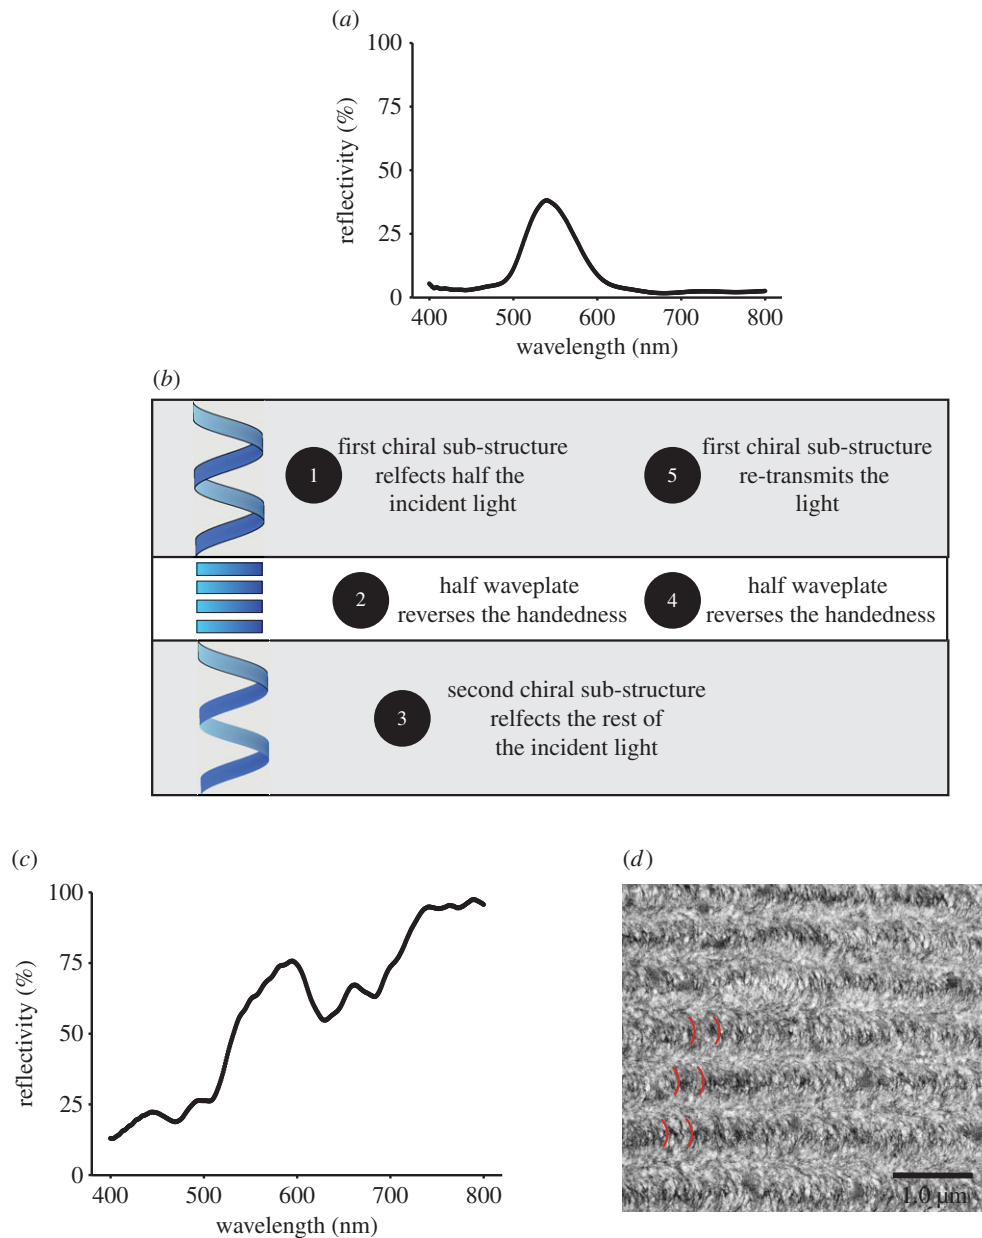 (a)
100
75
50
25
0
reflectivity (%)
400 500 600 700 800
wavelength (nm)
(b)
1
first chiral sub-structure
relfects half the
incident light
5
first chiral sub-structure
re-transmits the
light
2
half waveplate
reverses the handedness
4
half waveplate
reverses the handedness
3
second chiral sub-structure
relfects the rest of
the incident light
(c)
100
75
50
25
0
reflectivity (%)
400 500 600 700 800
wavelength (nm)
(d)
1.0 µm